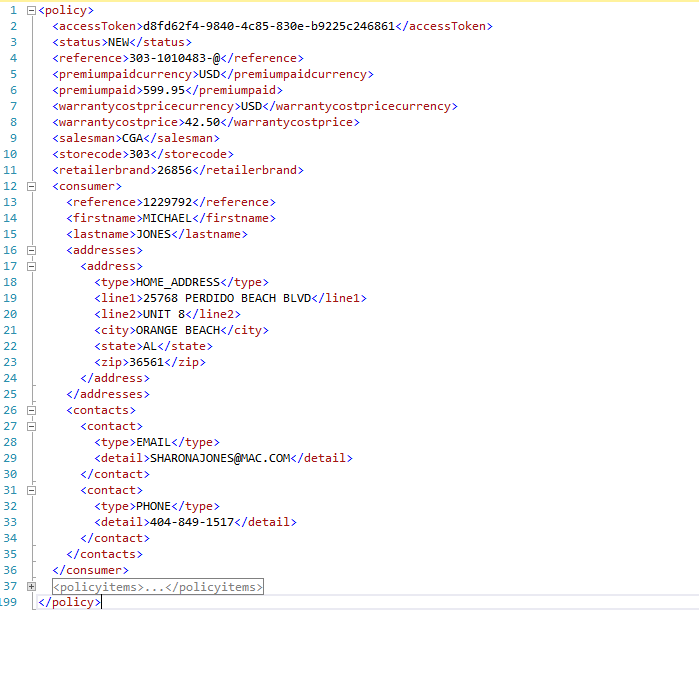 1 <policy>
2 <accessToken>d8fd62f4-9840-4c85-830e-b9225c246861</accessToken>
3 <status>NEW</status>
4 <reference>303-1010483-@</reference>
5 <premiumpaidcurrency>USD</premiumpaidcurrency>
6 <premiumpaid>599.95</premiumpaid>
7 <warrantycostpricecurrency>USD</warrantycostpricecurrency>
8 <warrantycostprice>42.50</warrantycostprice>
9 <salesman>CGA</salesman>
10 <storecode>303</storecode>
11 <retailerbrand>26856</retailerbrand>
12 <consumer>
13 <reference>1229792</reference>
14 <firstname>MICHAEL</firstname>
15 <lastname>JONES</lastname>
16 <addresses>
17 <address>
18 <type>HOME_ADDRESS</type>
19 <line1>25768 PERDIDO BEACH BLVD</line1>
20 <line2>UNIT 8</line2>
21 <city>ORANGE BEACH</city>
22 <state>AL</state>
23 <zip>36561</zip>
24 </address>
25 </addresses>
26 <contacts>
27 <contact>
28 <type>EMAIL</type>
29 <detail>SHARONAJONES@MAC.COM</detail>
30 </contact>
31 <contact>
32 <type>PHONE</type>
33 <detail>404-849-1517</detail>
34 </contact>
35 </contacts>
36 </consumer>
37 <policyitems>...</policyitems>
199 </policy>